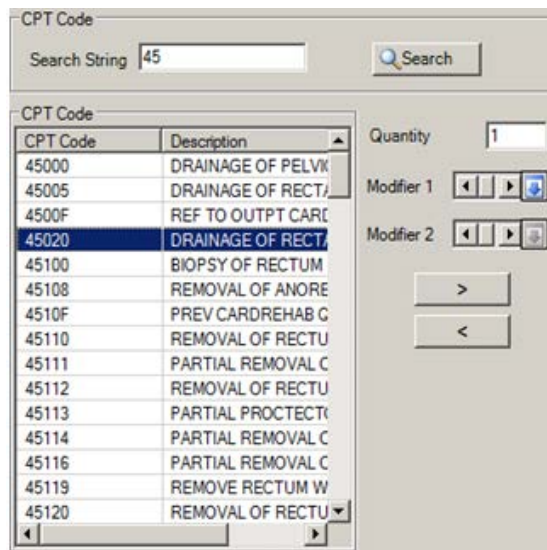 CPT Code
Search String 45 Search
CPT Code
CPT Code Description
45000 DRAINAGE OF PELVI
45005 DRAINAGE OF RECTA
4500F REF TO OUTPT CARD
45020 DRAINAGE OF RECTA
45100 BIOPSY OF RECTUM
45108 REMOVAL OF ANORE
4510F PREV CARDREHAB Q
45110 REMOVAL OF RECTU
45111 PARTIAL REMOVAL O
45112 REMOVAL OF RECTU
45113 PARTIAL PROCTECTO
45114 PARTIAL REMOVAL O
45116 PARTIAL REMOVAL O
45119 REMOVE RECTUM W
45120 REMOVAL OF RECTU
Quantity 1
Modifier 1
Modifier 2
>
<